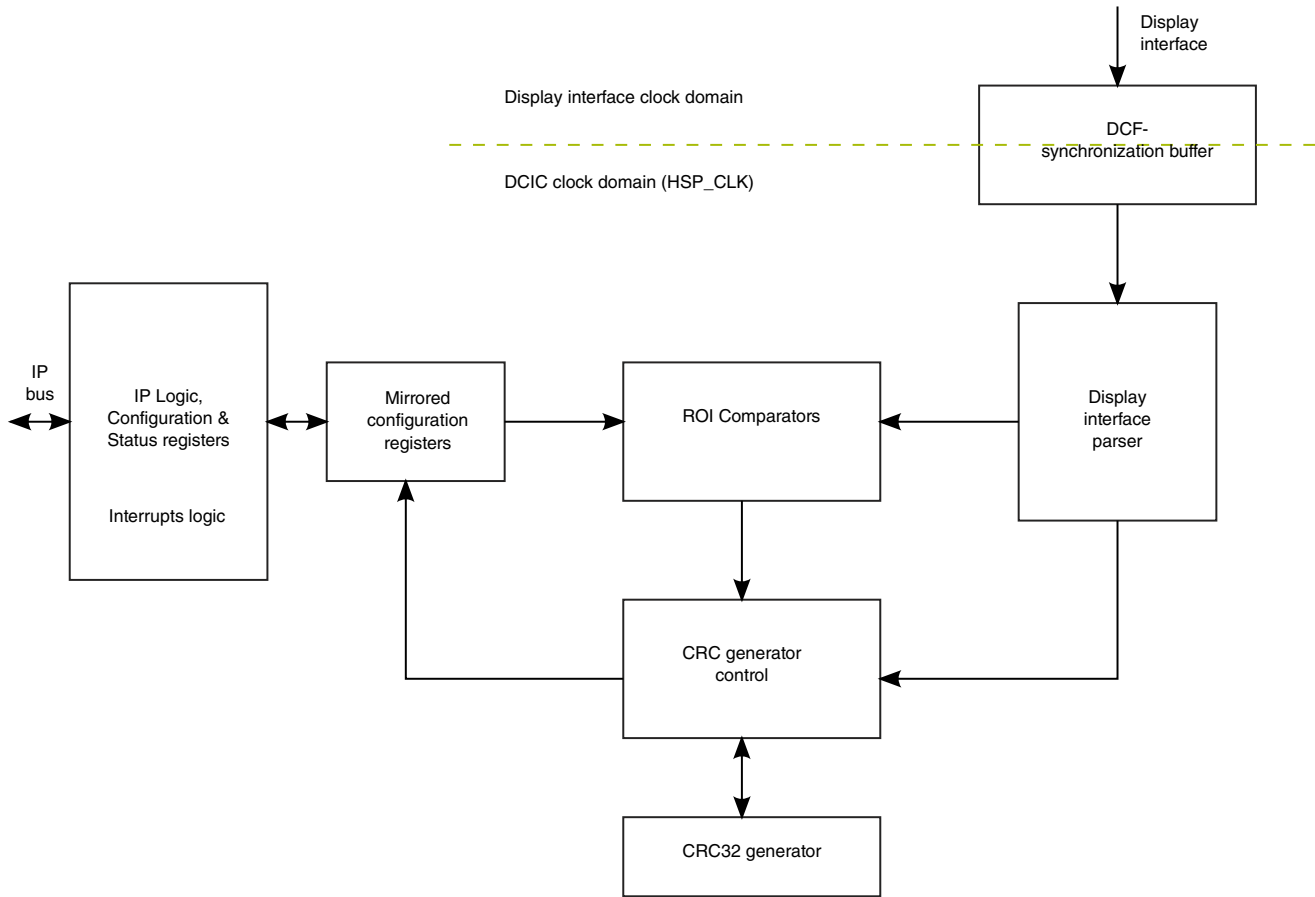 Display
interface
Display interface clock domain
DCF-
synchronization buffer
DCIC clock domain (HSP_CLK)
IP
bus
IP Logic,
Configuration &
Status registers
Interrupts logic
Mirrored
configuration
registers
ROI Comparators
Display
interface
parser
CRC generator
control
CRC32 generator